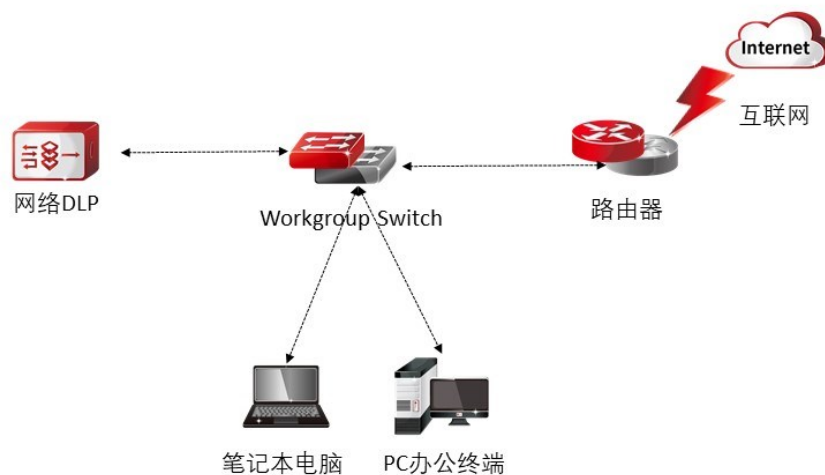 Internet
互联网
网络DLP
Workgroup Switch
路由器
笔记本电脑
PC办公终端